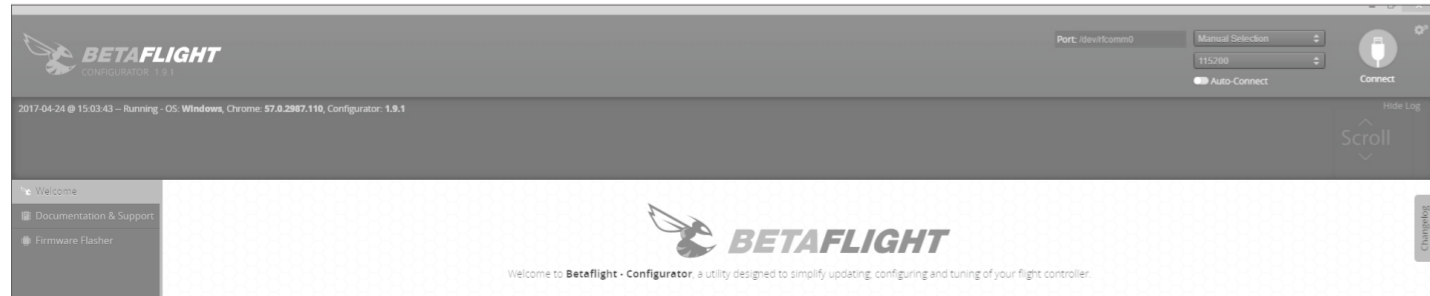 BETAFLIGHT
CONFIGURATOR 1.9.1
Port: /dev/rfcomm0
Manual Selection
115200
Auto-Connect
Connect
2017-04-24 @ 15:03:43 -- Running - OS: Windows, Chrome: 57.0.2987.110, Configurator: 1.9.1
Hide Log
Scroll
Welcome
Documentation & Support
Firmware Flasher
BETAFLIGHT
Welcome to Betaflight - Configurator, a utility designed to simplify updating, configuring and tuning of your flight controller.
Changelog